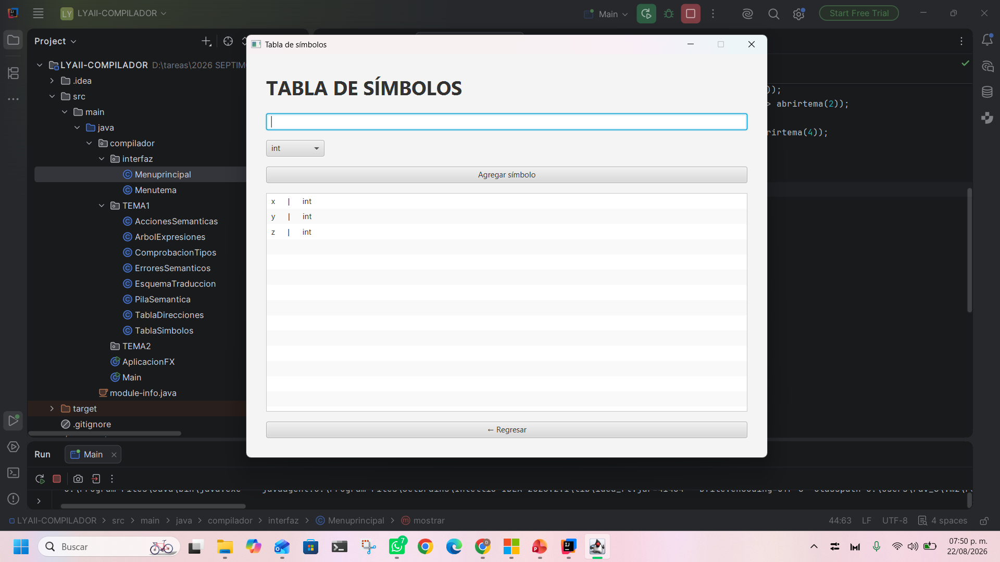 LY LYAII-COMPILADOR
Main
Start Free Trial
Project
LYAII-COMPILADOR D:\tareas\2026 SEPTIM
.idea
src
main
java
compilador
interfaz
Menuprincipal
Menutema
TEMA1
AccionesSemanticas
ArbolExpresiones
ComprobacionTipos
ErroresSemanticos
EsquemaTraduccion
PilaSemantica
TablaDirecciones
TablaSimbolos
TEMA2
AplicacionFX
Main
module-info.java
target
.gitignore
Tabla de símbolos
TABLA DE SÍMBOLOS
int
Agregar símbolo
x | int
y | int
z | int
← Regresar
));
> abrirtema(2));
rirtema(4));
Run Main
LYAII-COMPILADOR > src > main > java > compilador > interfaz > Menuprincipal > mostrar
44:63 LF UTF-8 4 spaces
Buscar
7
07:50 p. m.
22/08/2026